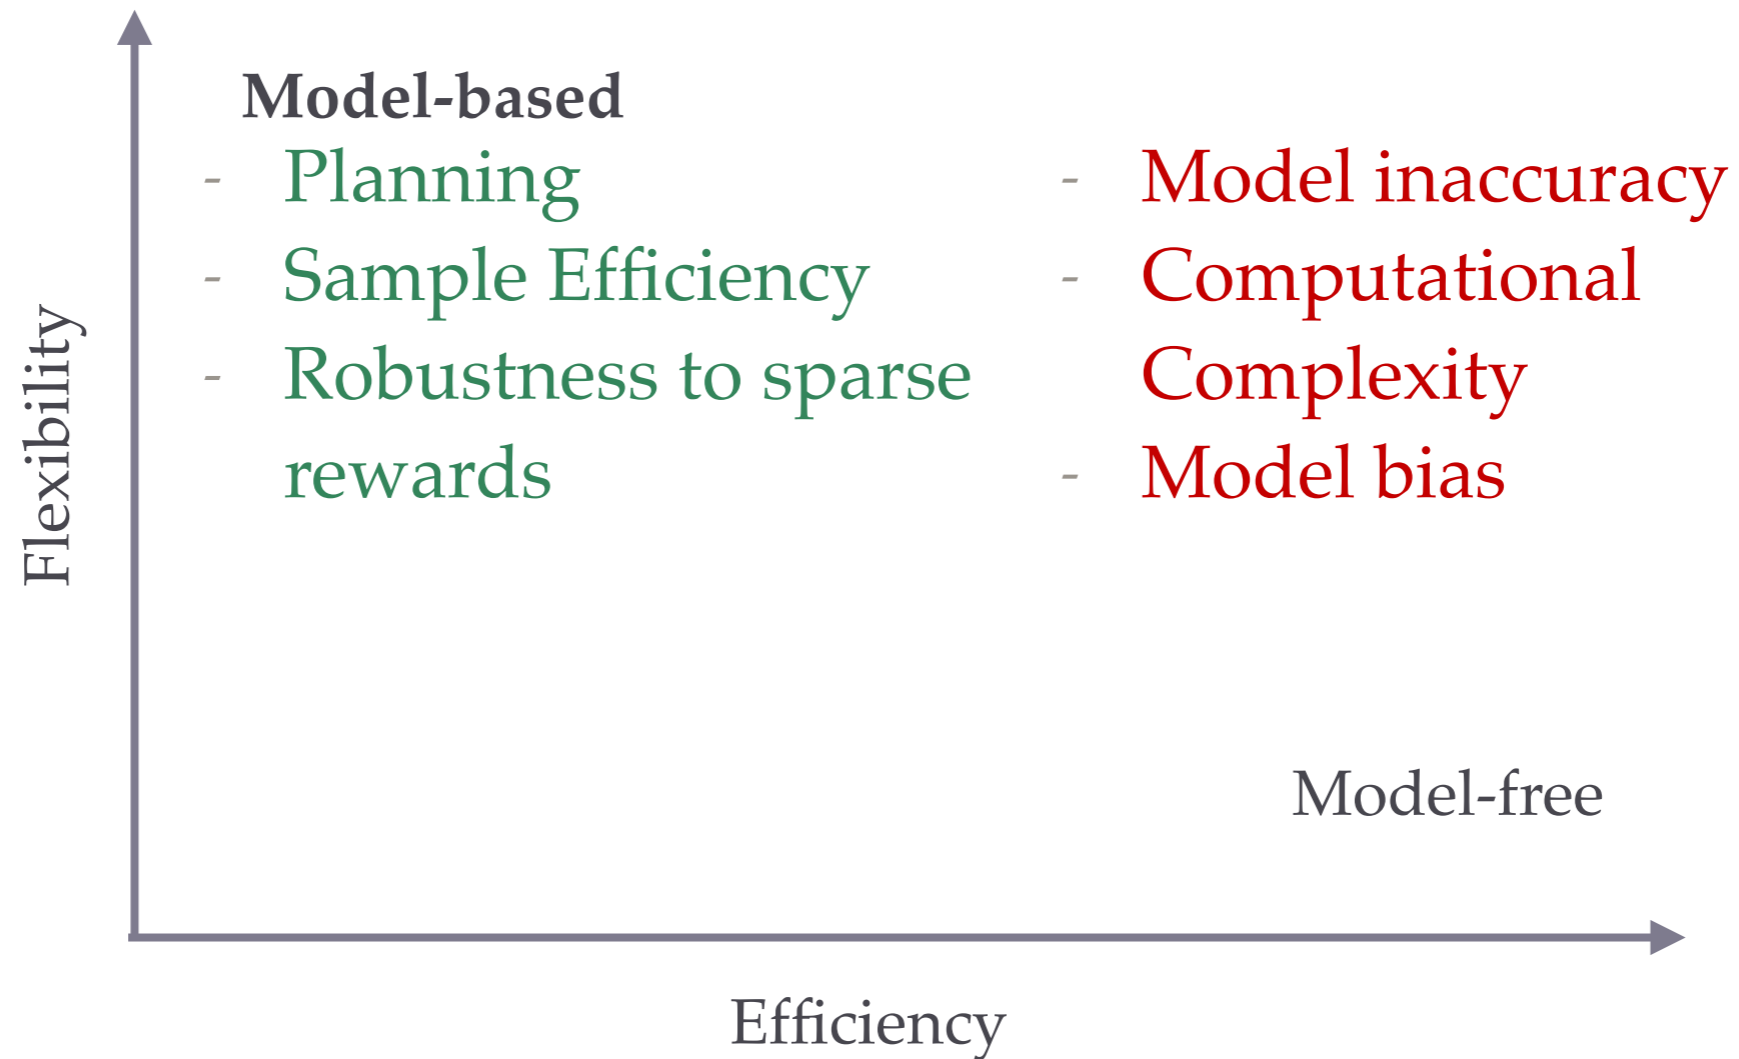 Model-based
- Planning
- Sample Efficiency
- Robustness to sparse
rewards
- Model inaccuracy
- Computational
Complexity
- Model bias
Flexibility
Model-free
Efficiency